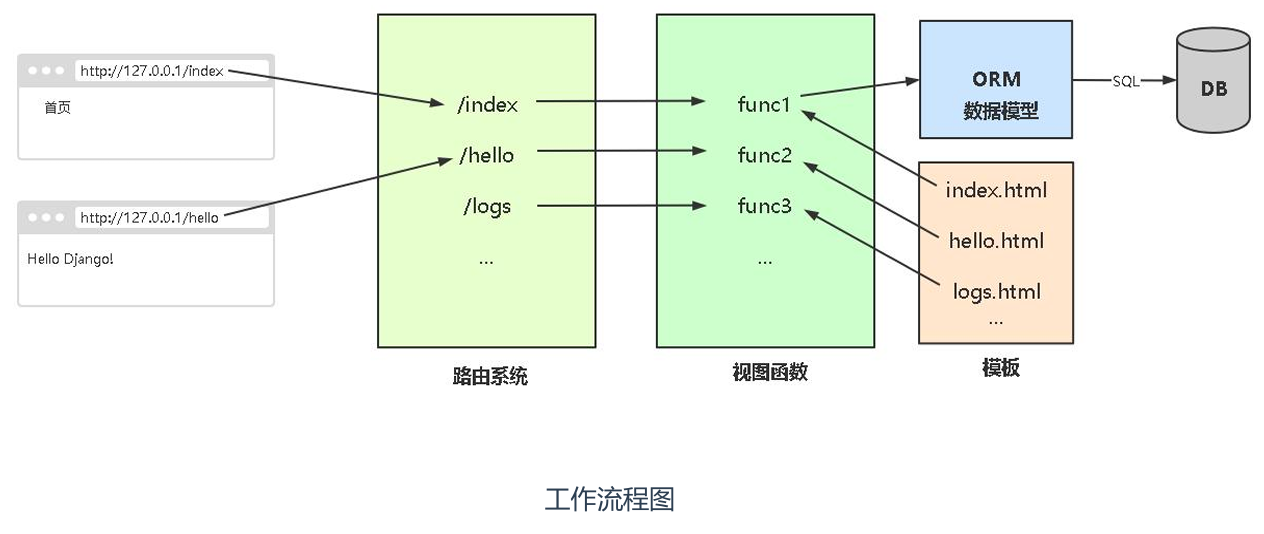 http://127.0.0.1/index
首页
http://127.0.0.1/hello
Hello Django!
/index
/hello
/logs
...
路由系统
func1
func2
func3
...
视图函数
ORM
数据模型
SQL
DB
index.html
hello.html
logs.html
...
模板
工作流程图